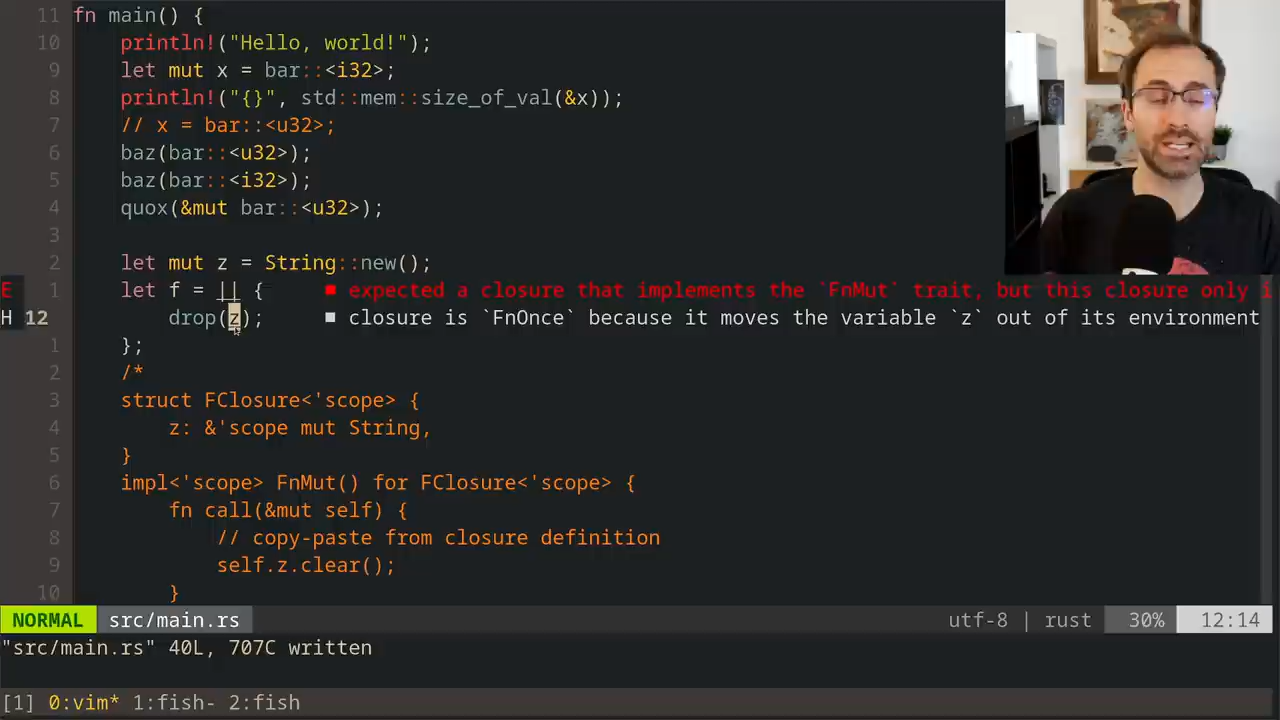 11 fn main() {
10 println!("Hello, world!");
9 let mut x = bar::<i32>;
8 println!("{}", std::mem::size_of_val(&x));
7 // x = bar::<u32>;
6 baz(bar::<u32>);
5 baz(bar::<i32>);
4 quox(&mut bar::<u32>);
3
2 let mut z = String::new();
E 1 let f = || { ■ expected a closure that implements the `FnMut` trait, but this closure only i
H 12 drop(z); ■ closure is `FnOnce` because it moves the variable `z` out of its environment
1 };
2 /*
3 struct FClosure<'scope> {
4 z: &'scope mut String,
5 }
6 impl<'scope> FnMut() for FClosure<'scope> {
7 fn call(&mut self) {
8 // copy-paste from closure definition
9 self.z.clear();
10 }
NORMAL src/main.rs utf-8 | rust 30% 12:14
"src/main.rs" 40L, 707C written
[1] 0:vim* 1:fish- 2:fish